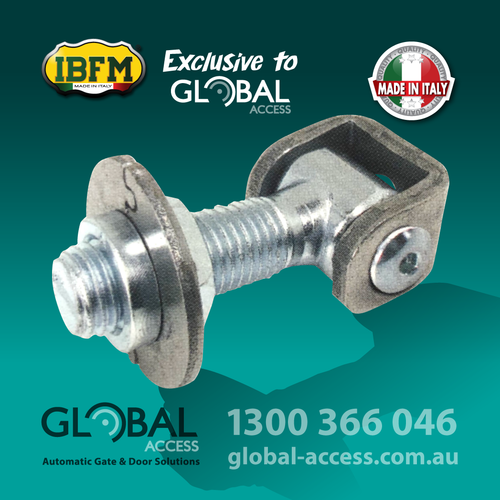 IBFM
MADE IN ITALY
Exclusive to
GLOBAL
ACCESS
QUALITY
MADE IN ITALY
QUALITY
GLOBAL
ACCESS
Automatic Gate & Door Solutions
1300 366 046
global-access.com.au